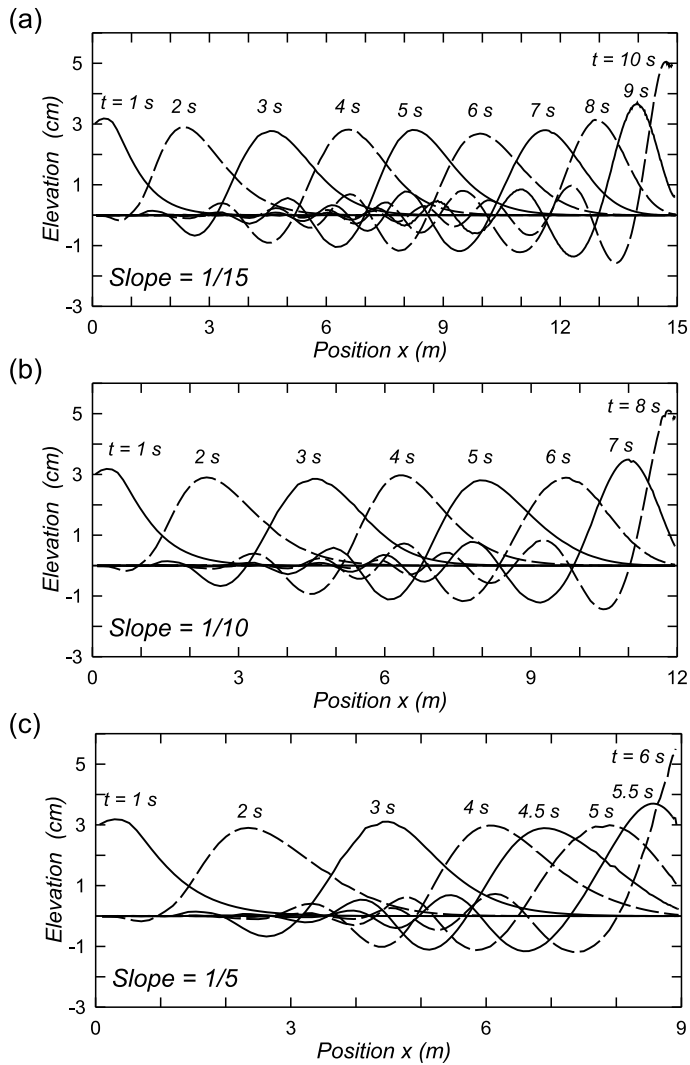 (a)
t = 10 s
t = 1 s 2 s 3 s 4 s 5 s 6 s 7 s 8 s 9 s
5
3
1
-1
-3
Elevation (cm)
Slope = 1/15
0 3 6 9 12 15
Position x (m)
(b)
t = 8 s
t = 1 s 2 s 3 s 4 s 5 s 6 s 7 s
5
3
1
-1
-3
Elevation (cm)
Slope = 1/10
0 3 6 9 12
Position x (m)
(c)
t = 6 s
t = 1 s 2 s 3 s 4 s 4.5 s 5 s 5.5 s
5
3
1
-1
-3
Elevation (cm)
Slope = 1/5
0 3 6 9
Position x (m)